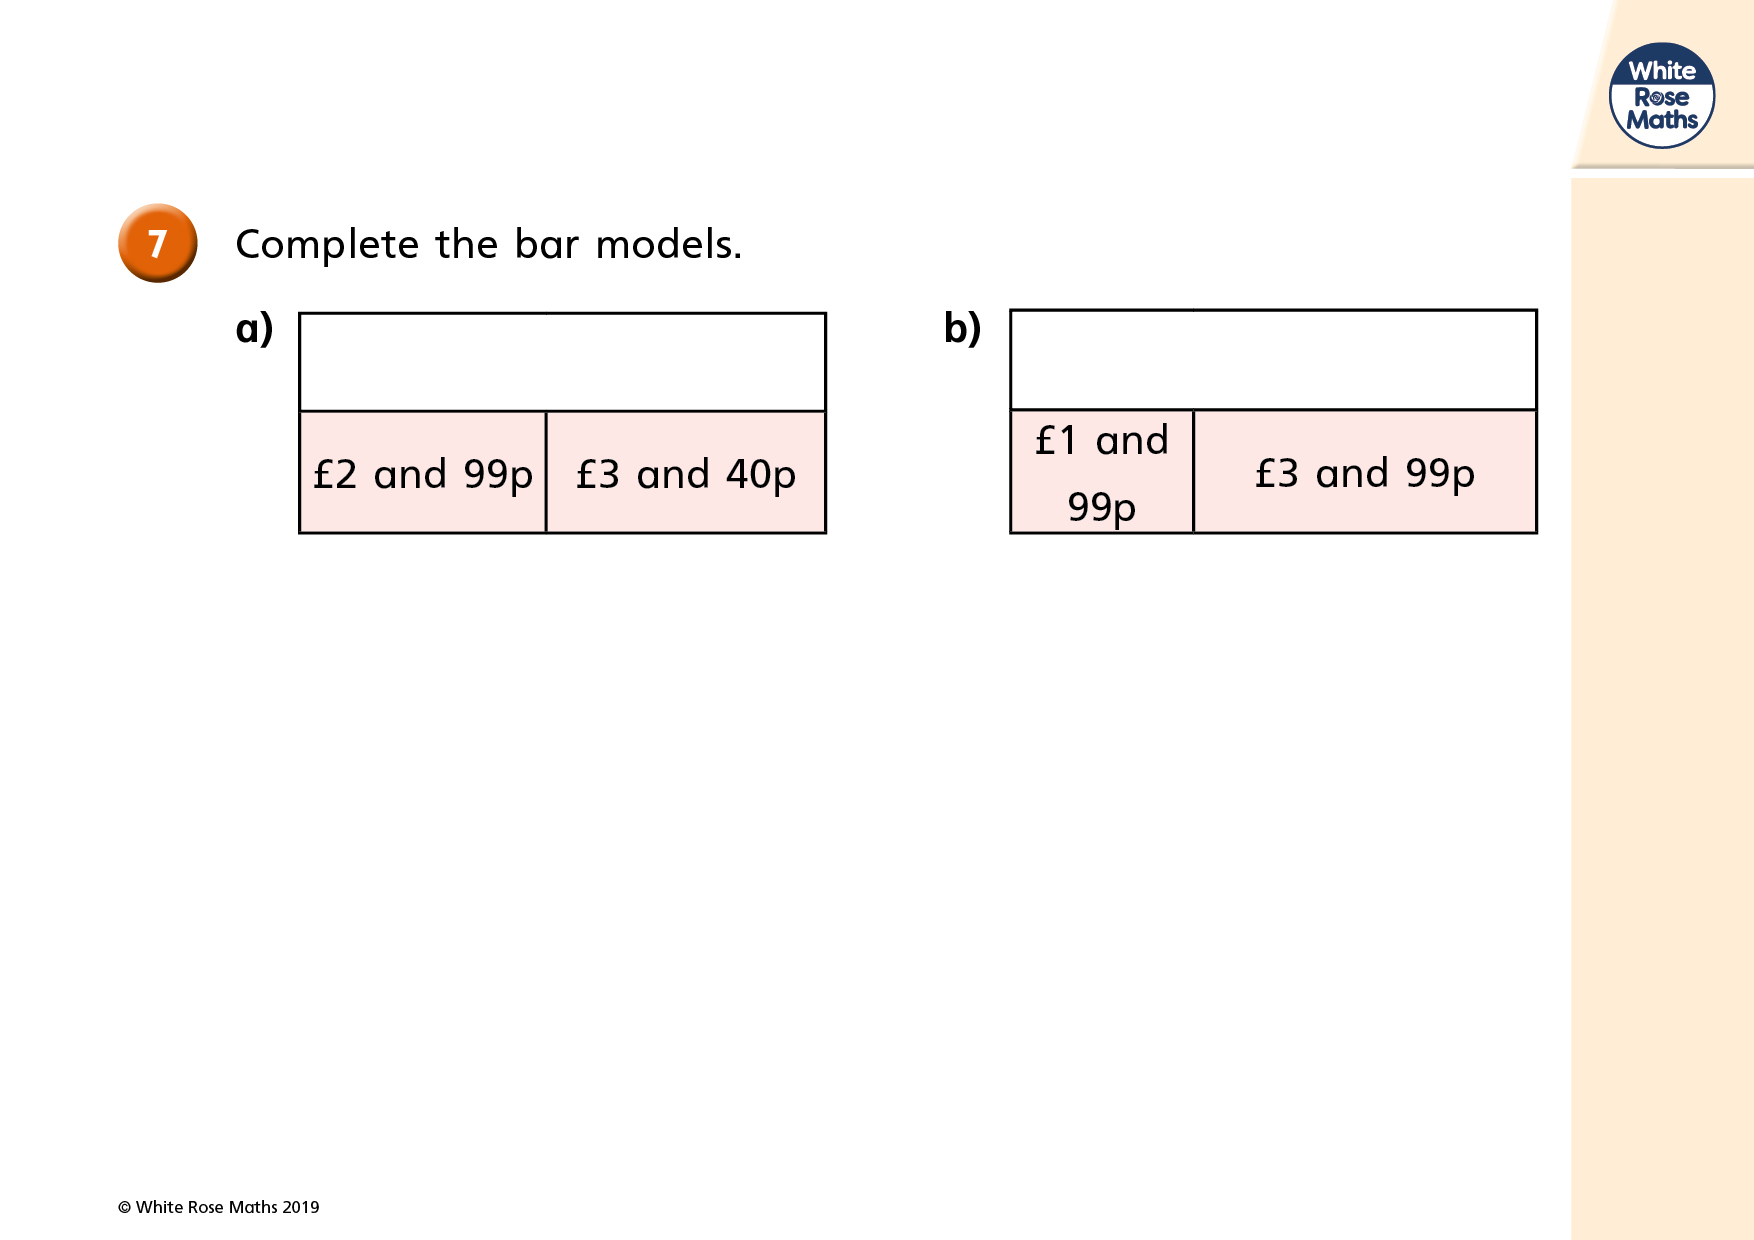 White
Rose
Maths
7 Complete the bar models.
a)
£2 and 99p £3 and 40p
b)
£1 and
99p
£3 and 99p
© White Rose Maths 2019